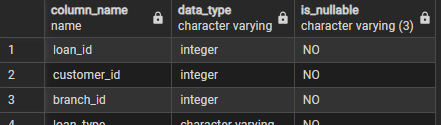 column_name data_type is_nullable
name character varying character varying (3)
1 loan_id integer NO
2 customer_id integer NO
3 branch_id integer NO
4 loan_type character varying NO